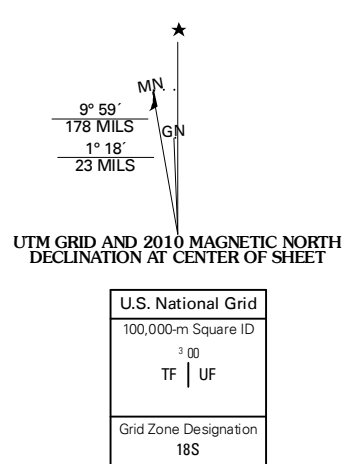 ★
MN
9° 59´
178 MILS
GN
1° 18´
23 MILS
UTM GRID AND 2010 MAGNETIC NORTH
DECLINATION AT CENTER OF SHEET
U.S. National Grid
100,000-m Square ID
3 00
TF | UF
Grid Zone Designation
18S